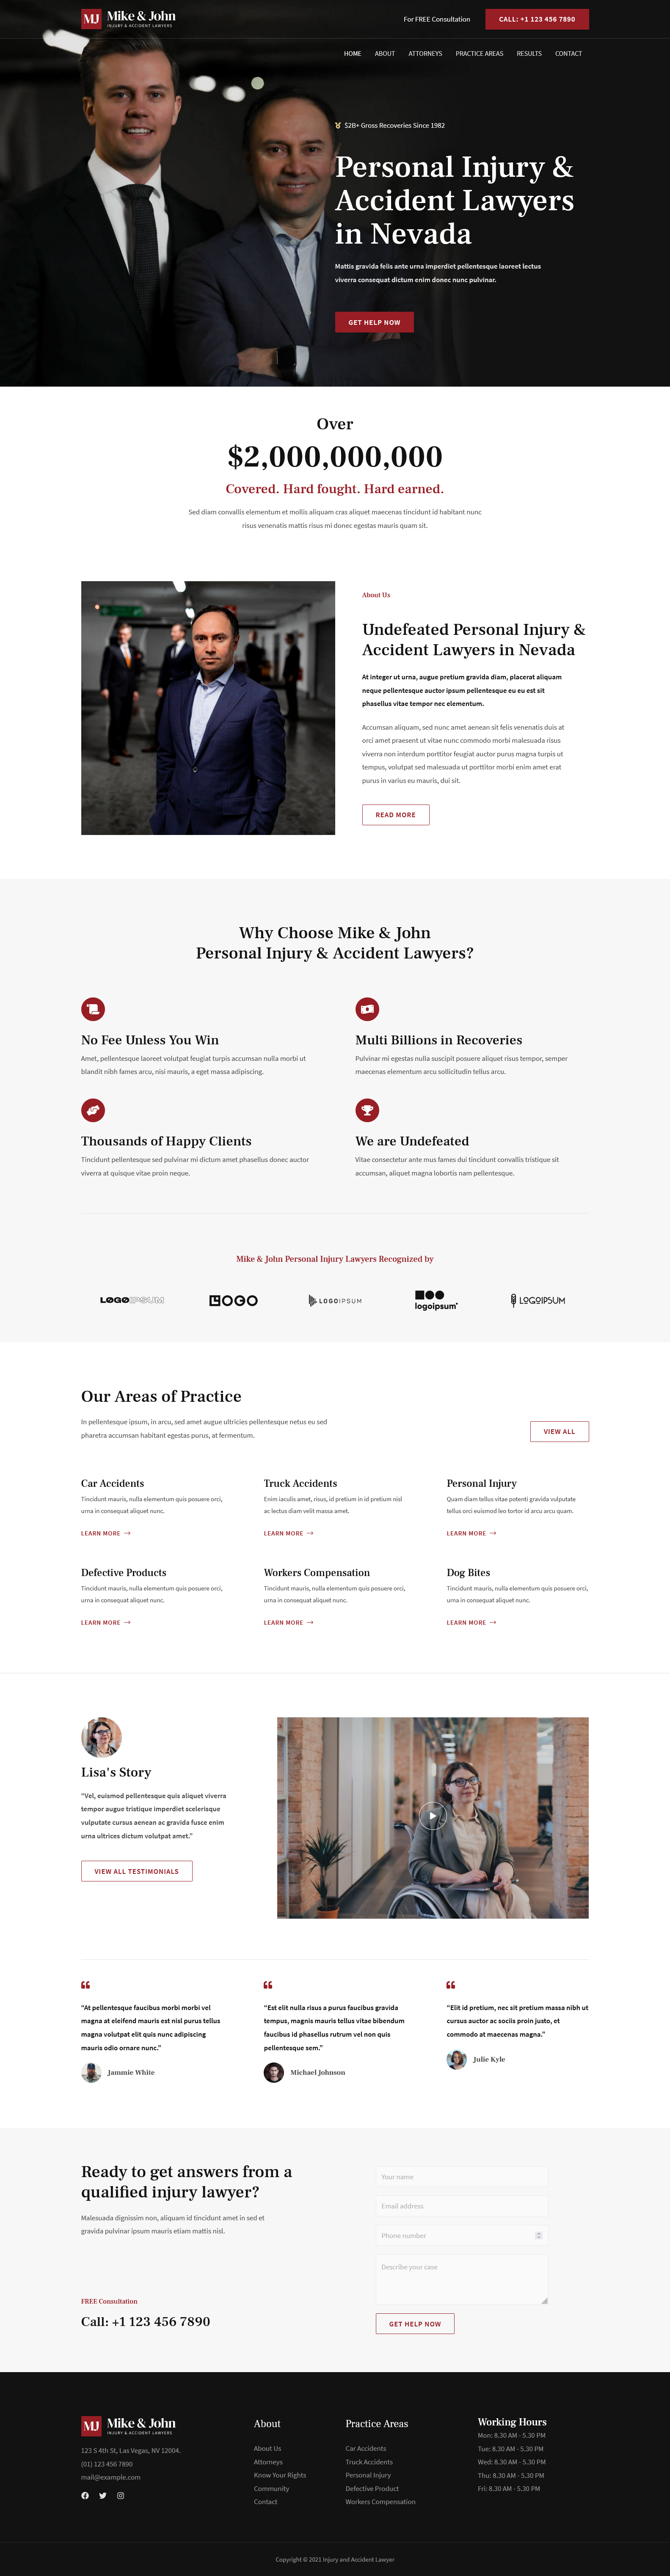 MJ Mike & John
INJURY & ACCIDENT LAWYERS
For FREE Consultation
CALL: +1 123 456 7890
HOME ABOUT ATTORNEYS PRACTICE AREAS RESULTS CONTACT
$2B+ Gross Recoveries Since 1982
Personal Injury &
Accident Lawyers
in Nevada
Mattis gravida felis ante urna imperdiet pellentesque laoreet lectus
viverra consequat dictum enim donec nunc pulvinar.
GET HELP NOW
Over
$2,000,000,000
Covered. Hard fought. Hard earned.
Sed diam convallis elementum et mollis aliquam cras aliquet maecenas tincidunt id habitant nunc
risus venenatis mattis risus mi donec egestas mauris quam sit.
About Us
Undefeated Personal Injury &
Accident Lawyers in Nevada
At integer ut urna, augue pretium gravida diam, placerat aliquam
neque pellentesque auctor ipsum pellentesque eu eu est sit
phasellus vitae tempor nec elementum.
Accumsan aliquam, sed nunc amet aenean sit felis venenatis duis at
orci amet praesent ut vitae nunc commodo morbi malesuada risus
viverra non interdum porttitor feugiat auctor purus magna turpis ut
tempus, volutpat sed malesuada ut porttitor morbi enim amet erat
purus in varius eu mauris, dui sit.
READ MORE
Why Choose Mike & John
Personal Injury & Accident Lawyers?
No Fee Unless You Win
Amet, pellentesque laoreet volutpat feugiat turpis accumsan nulla morbi ut
blandit nibh fames arcu, nisi mauris, a eget massa adipiscing.
Multi Billions in Recoveries
Pulvinar mi egestas nulla suscipit posuere aliquet risus tempor, semper
maecenas elementum arcu sollicitudin tellus arcu.
Thousands of Happy Clients
Tincidunt pellentesque sed pulvinar mi dictum amet phasellus donec auctor
viverra at quisque vitae proin neque.
We are Undefeated
Vitae consectetur ante mus fames dui tincidunt convallis tristique sit
accumsan, aliquet magna lobortis nam pellentesque.
Mike & John Personal Injury Lawyers Recognized by
LOGOIPSUM
LOGO
LOGOIPSUM
logoipsum
LOGOIPSUM
Our Areas of Practice
In pellentesque ipsum, in arcu, sed amet augue ultricies pellentesque netus eu sed
pharetra accumsan habitant egestas purus, at fermentum.
VIEW ALL
Car Accidents
Tincidunt mauris, nulla elementum quis posuere orci,
urna in consequat aliquet nunc.
LEARN MORE
Truck Accidents
Enim iaculis amet, risus, id pretium in id pretium nisl
ac lectus diam velit massa amet.
LEARN MORE
Personal Injury
Quam diam tellus vitae potenti gravida vulputate
tellus orci euismod leo tortor id arcu arcu quam.
LEARN MORE
Defective Products
Tincidunt mauris, nulla elementum quis posuere orci,
urna in consequat aliquet nunc.
LEARN MORE
Workers Compensation
Tincidunt mauris, nulla elementum quis posuere orci,
urna in consequat aliquet nunc.
LEARN MORE
Dog Bites
Tincidunt mauris, nulla elementum quis posuere orci,
urna in consequat aliquet nunc.
LEARN MORE
Lisa's Story
“Vel, euismod pellentesque quis aliquet viverra
tempor augue tristique imperdiet scelerisque
vulputate cursus aenean ac gravida fusce enim
urna ultrices dictum volutpat amet.”
VIEW ALL TESTIMONIALS
“At pellentesque faucibus morbi morbi vel
magna at eleifend mauris est nisl purus tellus
magna volutpat elit quis nunc adipiscing
mauris odio ornare nunc.”
Jammie White
“Est elit nulla risus a purus faucibus gravida
tempus, magnis mauris tellus vitae bibendum
faucibus id phasellus rutrum vel non quis
pellentesque sem.”
Michael Johnson
“Elit id pretium, nec sit pretium massa nibh ut
cursus auctor ac sociis proin justo, et
commodo at maecenas magna.”
Julie Kyle
Ready to get answers from a
qualified injury lawyer?
Malesuada dignissim non, aliquam id tincidunt amet in sed et
gravida pulvinar ipsum mauris etiam mattis nisl.
FREE Consultation
Call: +1 123 456 7890
Your name
Email address
Phone number
Describe your case
GET HELP NOW
MJ Mike & John
INJURY & ACCIDENT LAWYERS
123 S 4th St, Las Vegas, NV 12004.
(01) 123 456 7890
mail@example.com
About
About Us
Attorneys
Know Your Rights
Community
Contact
Practice Areas
Car Accidents
Truck Accidents
Personal Injury
Defective Product
Workers Compensation
Working Hours
Mon: 8.30 AM - 5.30 PM
Tue: 8.30 AM - 5.30 PM
Wed: 8.30 AM - 5.30 PM
Thu: 8.30 AM - 5.30 PM
Fri: 8.30 AM - 5.30 PM
Copyright © 2021 Injury and Accident Lawyer